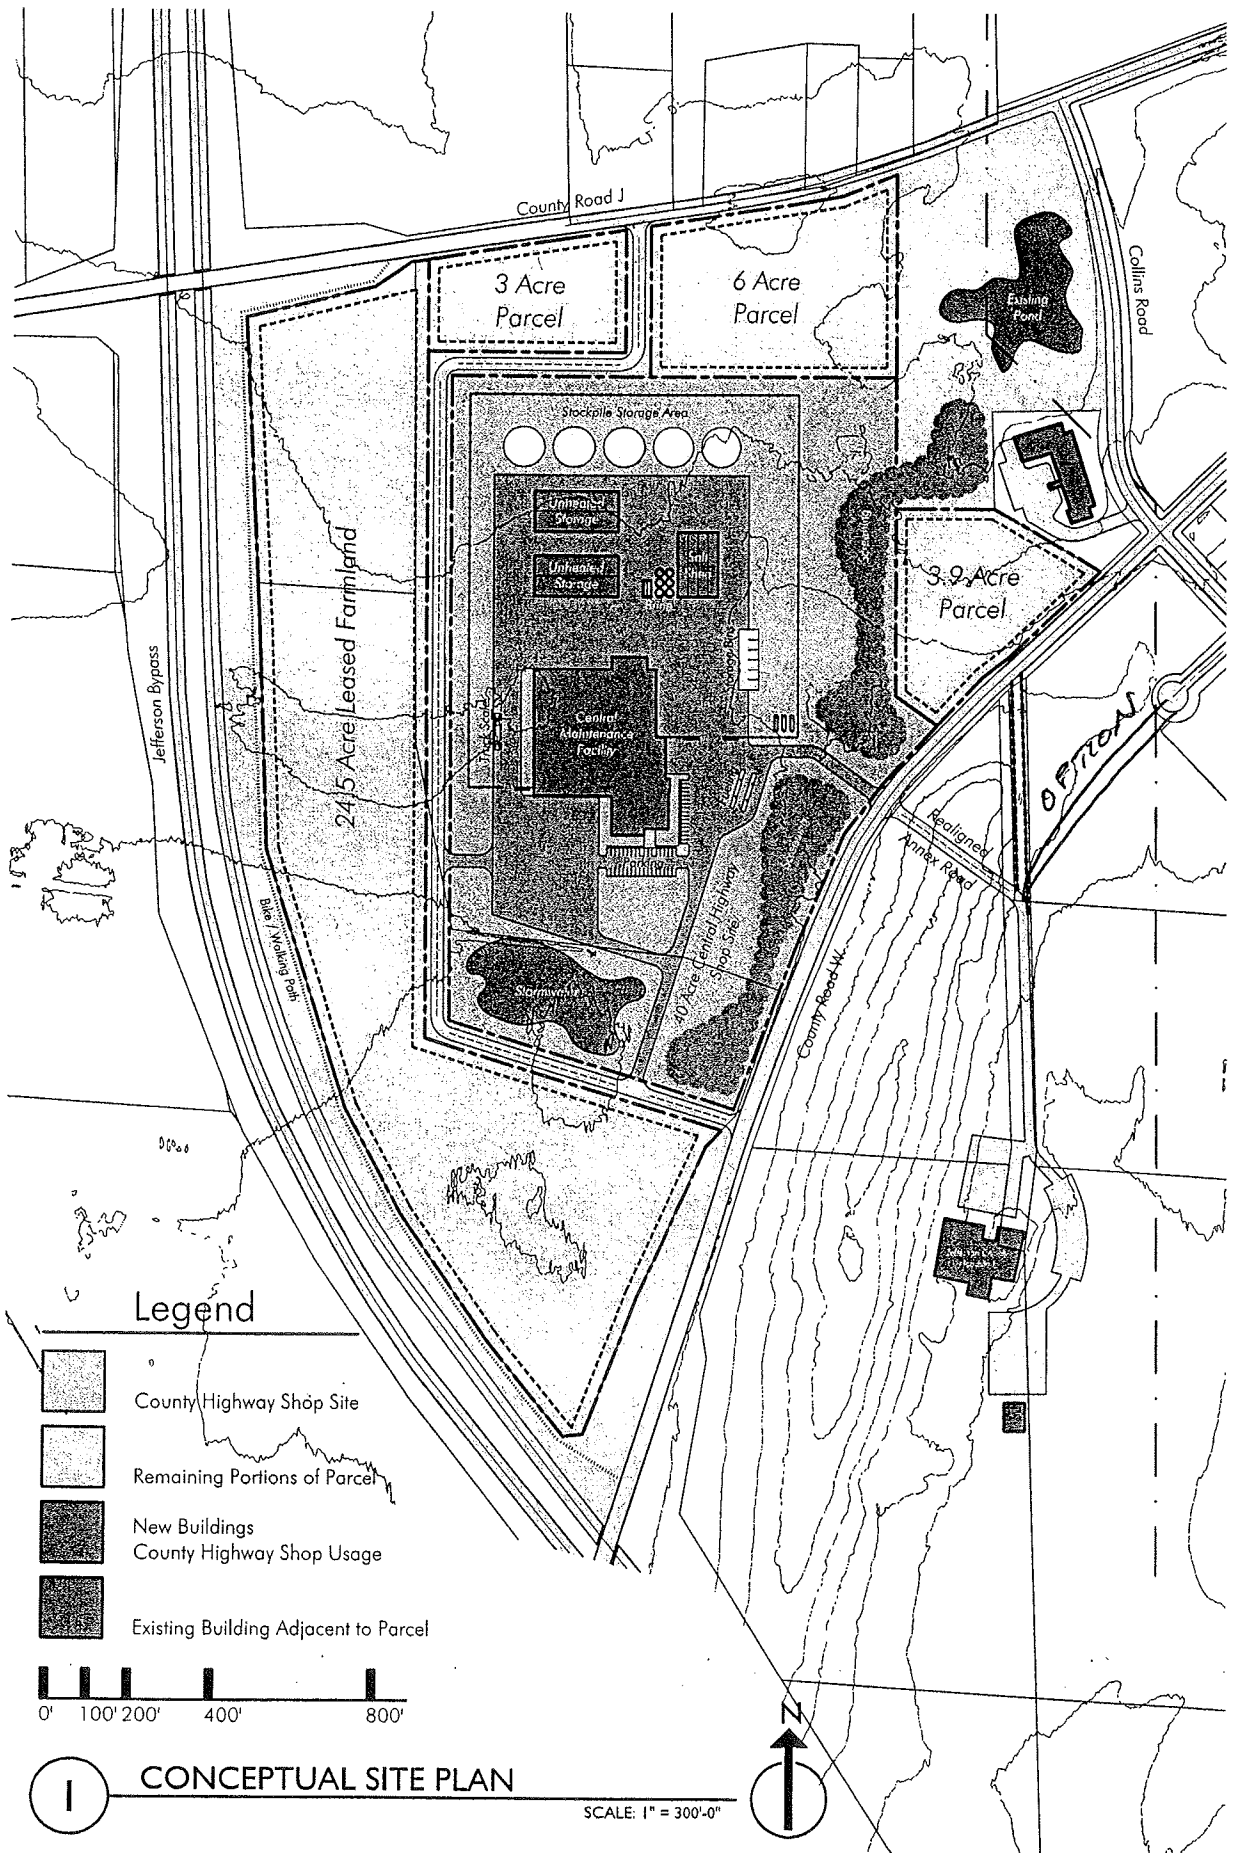 County Road J
3 Acre
Parcel
6 Acre
Parcel
Existing
Pond
Collins Road
Stockpile Storage Area
Unheated
Storage
Unheated
Storage
3.9 Acre
Parcel
24.5 Acre Leased Farmland
Jefferson Bypass
Central
Maintenance
Facility
OPTIONAL
Realigned
Annex Road
Parking
40 Acre Central Highway
Shop Site
Bike / Walking Path
County Road W
Legend
County Highway Shop Site
Remaining Portions of Parcel
New Buildings
County Highway Shop Usage
Existing Building Adjacent to Parcel
0' 100' 200' 400' 800'
N
1 CONCEPTUAL SITE PLAN
SCALE: 1" = 300'-0"